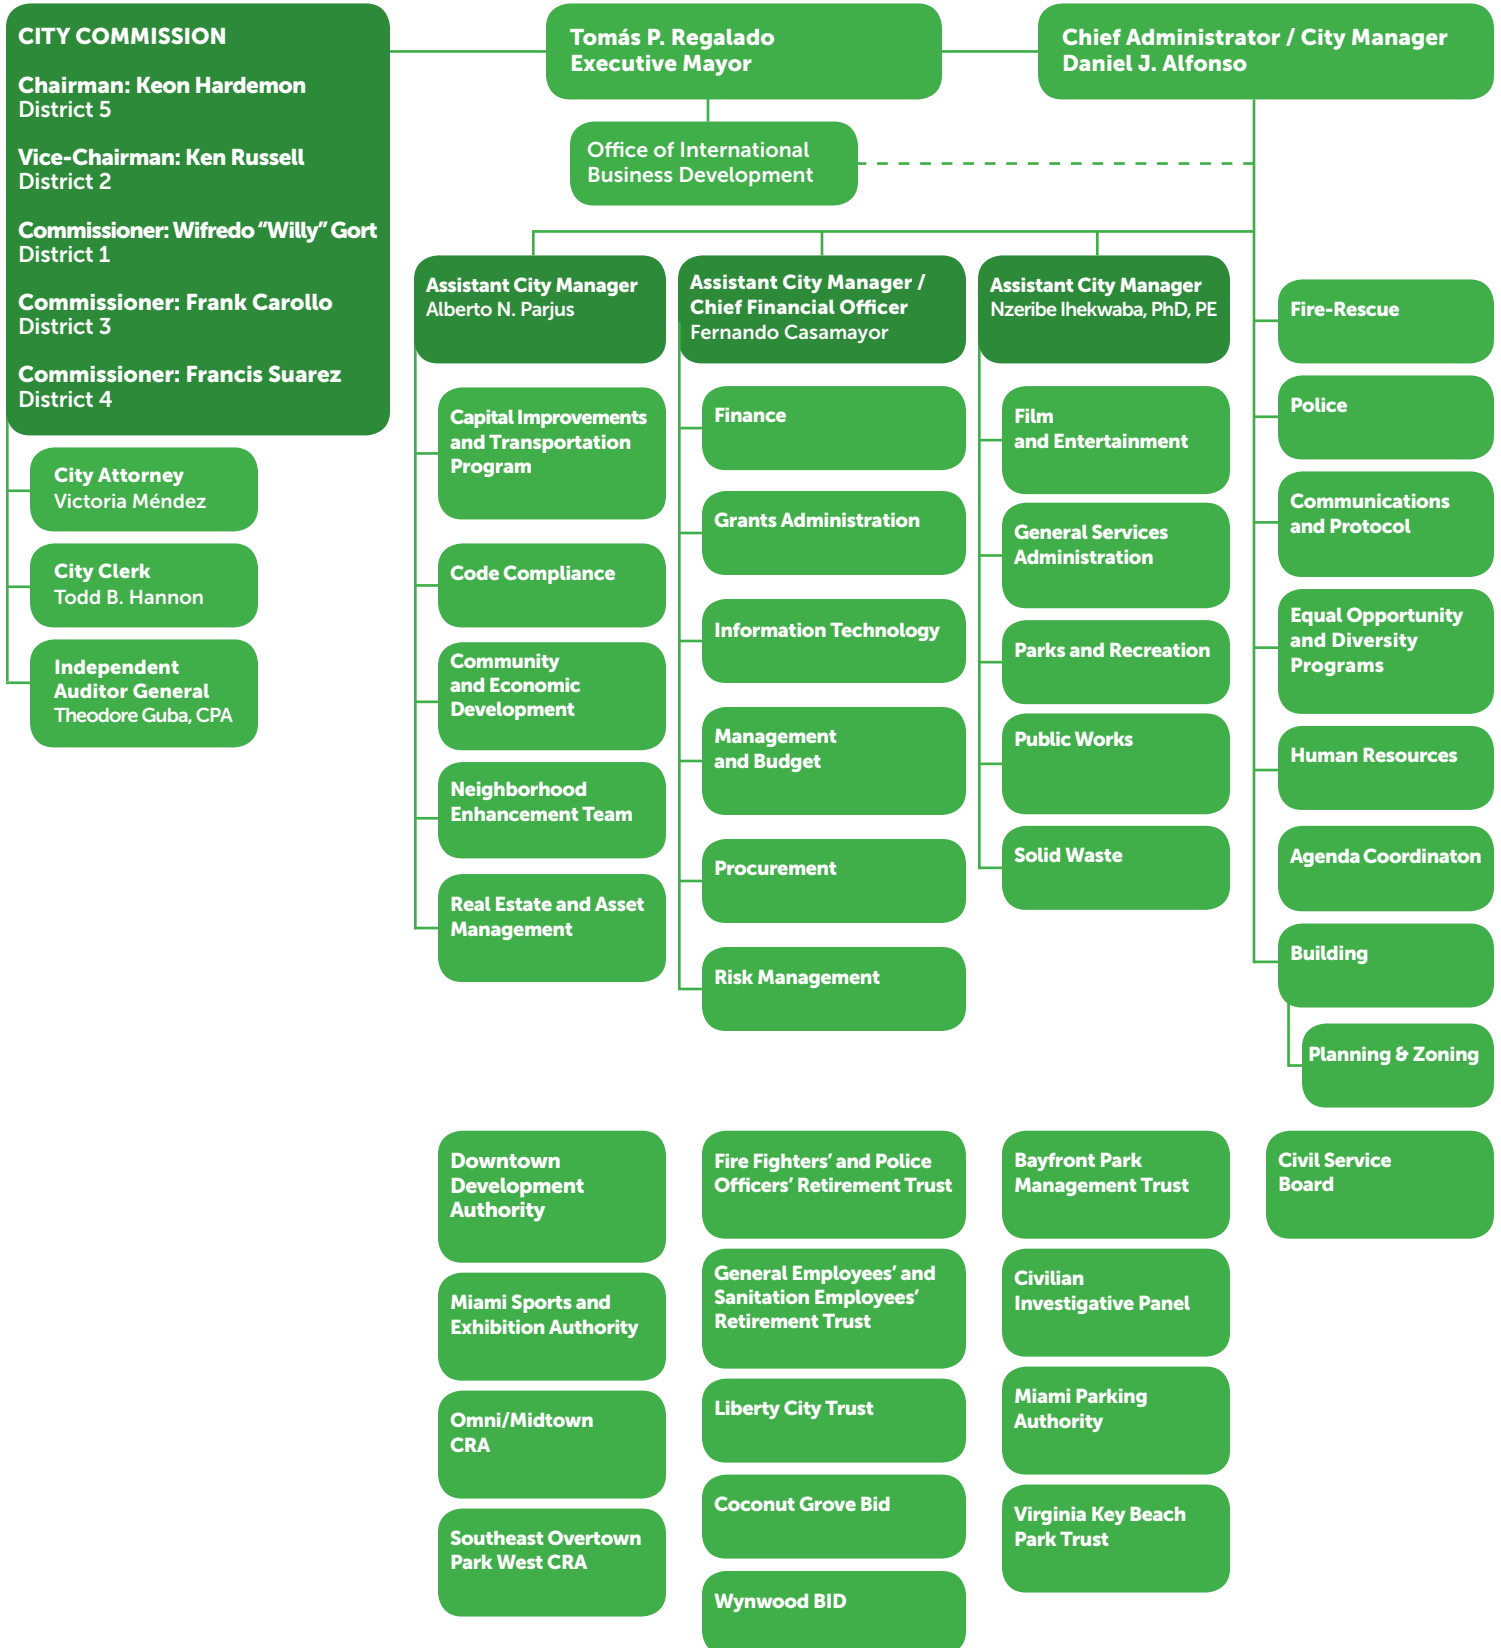 CITY COMMISSION
Chairman: Keon Hardemon
District 5
Vice-Chairman: Ken Russell
District 2
Commissioner: Wifredo “Willy” Gort
District 1
Commissioner: Frank Carollo
District 3
Commissioner: Francis Suarez
District 4
City Attorney
Victoria Méndez
City Clerk
Todd B. Hannon
Independent
Auditor General
Theodore Guba, CPA
Tomás P. Regalado
Executive Mayor
Chief Administrator / City Manager
Daniel J. Alfonso
Office of International
Business Development
Assistant City Manager
Alberto N. Parjus
Capital Improvements
and Transportation
Program
Code Compliance
Community
and Economic
Development
Neighborhood
Enhancement Team
Real Estate and Asset
Management
Assistant City Manager /
Chief Financial Officer
Fernando Casamayor
Finance
Grants Administration
Information Technology
Management
and Budget
Procurement
Risk Management
Assistant City Manager
Nzeribe Ihekwaba, PhD, PE
Film
and Entertainment
General Services
Administration
Parks and Recreation
Public Works
Solid Waste
Fire-Rescue
Police
Communications
and Protocol
Equal Opportunity
and Diversity
Programs
Human Resources
Agenda Coordinaton
Building
Planning & Zoning
Downtown
Development
Authority
Miami Sports and
Exhibition Authority
Omni/Midtown
CRA
Southeast Overtown
Park West CRA
Fire Fighters’ and Police
Officers’ Retirement Trust
General Employees’ and
Sanitation Employees’
Retirement Trust
Liberty City Trust
Coconut Grove Bid
Wynwood BID
Bayfront Park
Management Trust
Civilian
Investigative Panel
Miami Parking
Authority
Virginia Key Beach
Park Trust
Civil Service
Board